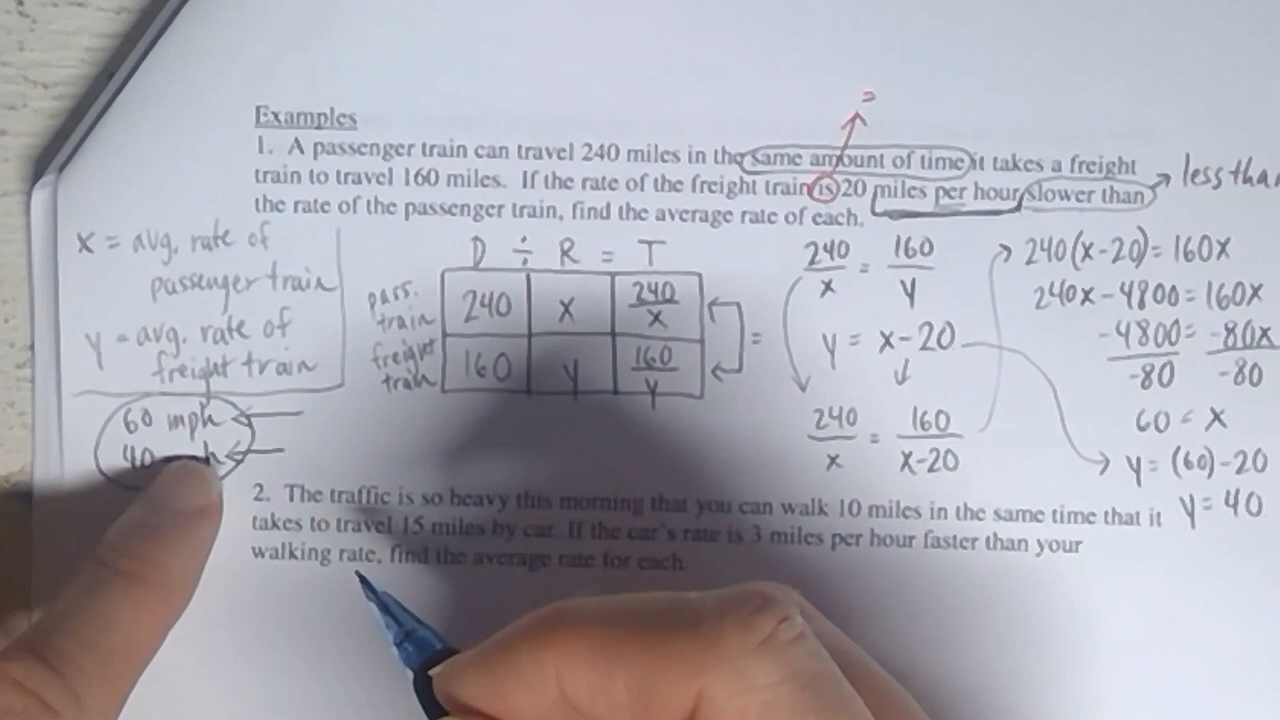 Examples
1. A passenger train can travel 240 miles in the same amount of time it takes a freight
train to travel 160 miles. If the rate of the freight train is 20 miles per hour slower than
the rate of the passenger train, find the average rate of each.
=
less than
x = avg. rate of
passenger train
y = avg. rate of
freight train
60 mph
40
D ÷ R = T
pass. train 240 x 240/x
freight train 160 y 160/y
=
240/x = 160/y
y = x-20
240/x = 160/x-20
240(x-20) = 160x
240x-4800 = 160x
-4800 = -80x
-80 -80
60 = x
y = (60)-20
y = 40
2. The traffic is so heavy this morning that you can walk 10 miles in the same time that it
takes to travel 15 miles by car. If the car's rate is 3 miles per hour faster than your
walking rate, find the average rate for each.